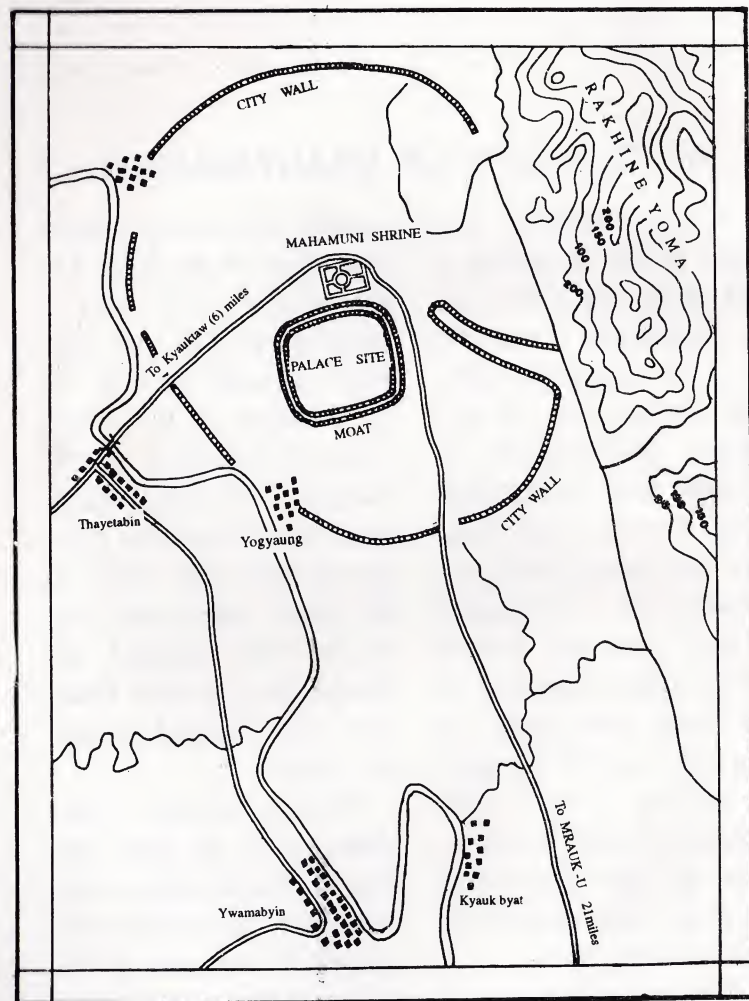 CITY WALL
RAKHINE YOMA
200
150
100
200
MAHAMUNI SHRINE
To Kyauktaw (6) miles
PALACE SITE
MOAT
CITY WALL
Thayetabin
Yogyaung
To MRAUK-U 21miles
Ywamabyin
Kyauk byat